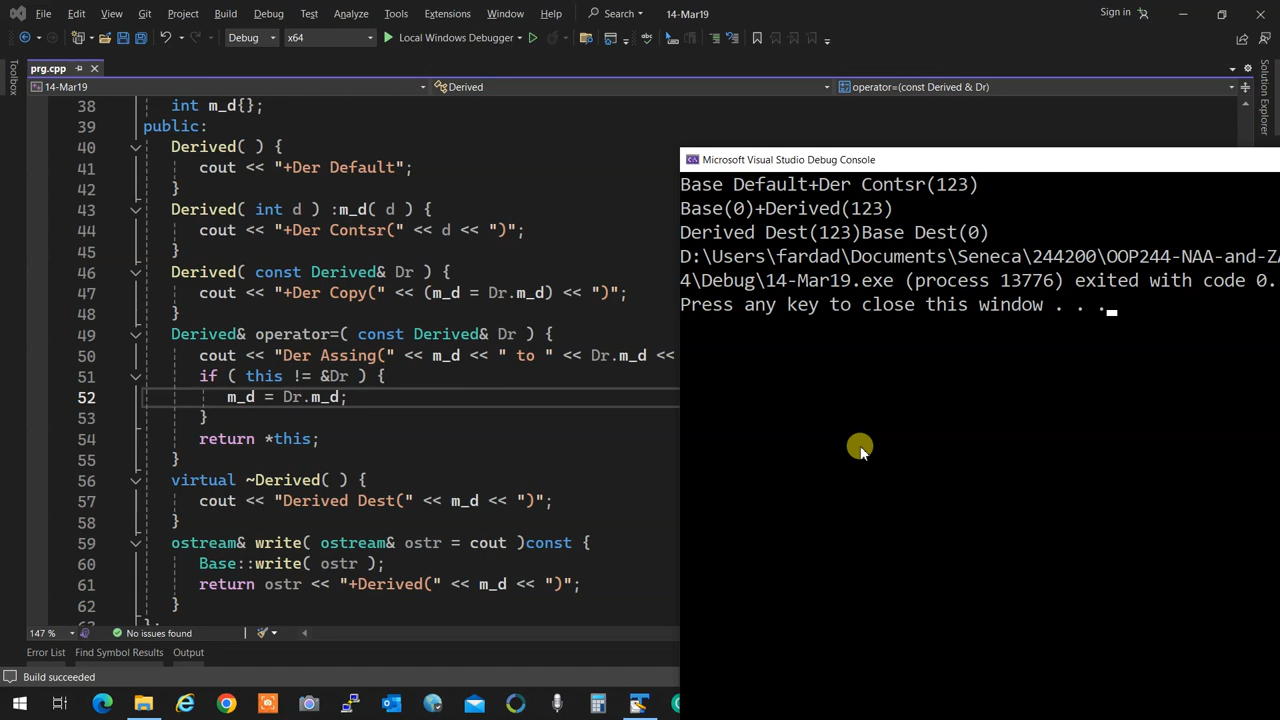 File Edit View Git Project Build Debug Test Analyze Tools Extensions Window Help Search 14-Mar19 Sign in
Debug x64 Local Windows Debugger
prg.cpp
14-Mar19 Derived operator=(const Derived & Dr)
Toolbox
Solution Explorer
38 int m_d{};
39 public:
40 Derived( ) {
41 cout << "+Der Default";
42 }
43 Derived( int d ) :m_d( d ) {
44 cout << "+Der Contsr(" << d << ")";
45 }
46 Derived( const Derived& Dr ) {
47 cout << "+Der Copy(" << (m_d = Dr.m_d) << ")";
48 }
49 Derived& operator=( const Derived& Dr ) {
50 cout << "Der Assing(" << m_d << " to " << Dr.m_d <<
51 if ( this != &Dr ) {
52 m_d = Dr.m_d;
53 }
54 return *this;
55 }
56 virtual ~Derived( ) {
57 cout << "Derived Dest(" << m_d << ")";
58 }
59 ostream& write( ostream& ostr = cout )const {
60 Base::write( ostr );
61 return ostr << "+Derived(" << m_d << ")";
62 }
Microsoft Visual Studio Debug Console
Base Default+Der Contsr(123)
Base(0)+Derived(123)
Derived Dest(123)Base Dest(0)
D:\Users\fardad\Documents\Seneca\244200\OOP244-NAA-and-ZA
4\Debug\14-Mar19.exe (process 13776) exited with code 0.
Press any key to close this window . . .
147 % No issues found
Error List Find Symbol Results Output
Build succeeded